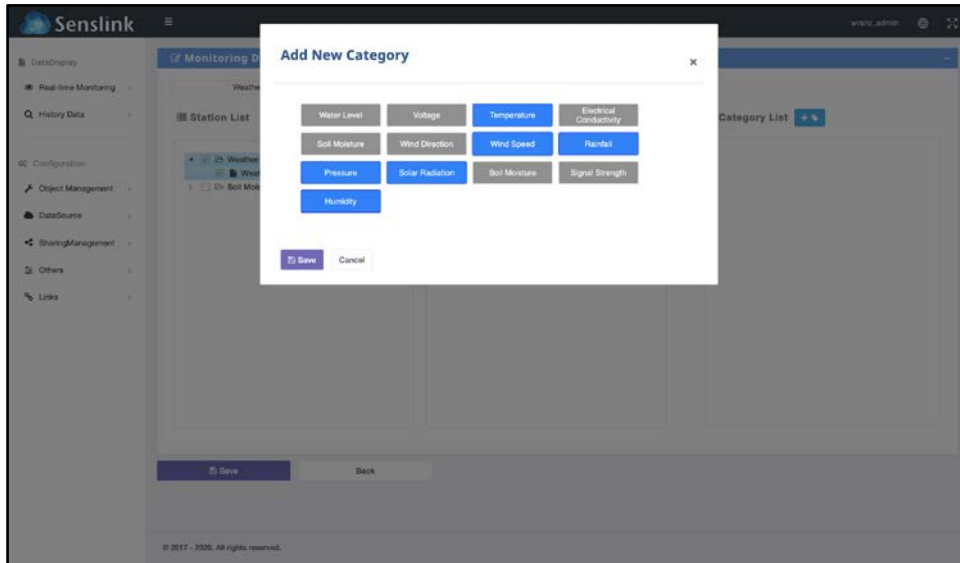 Senslink
wisru_admin
DataDisplay
Real-time Monitoring
History Data
Configuration
Object Management
DataSource
SharingManagement
Others
Links
Monitoring D
Weathe
Station List
Category List
Weather
Weat
Soil Mois
Add New Category
Water Level
Voltage
Temperature
Electrical
Conductivity
Soil Moisture
Wind Direction
Wind Speed
Rainfall
Pressure
Solar Radiation
Soil Moisture
Signal Strength
Humidity
Save
Cancel
Save
Back
© 2017 - 2020. All rights reserved.